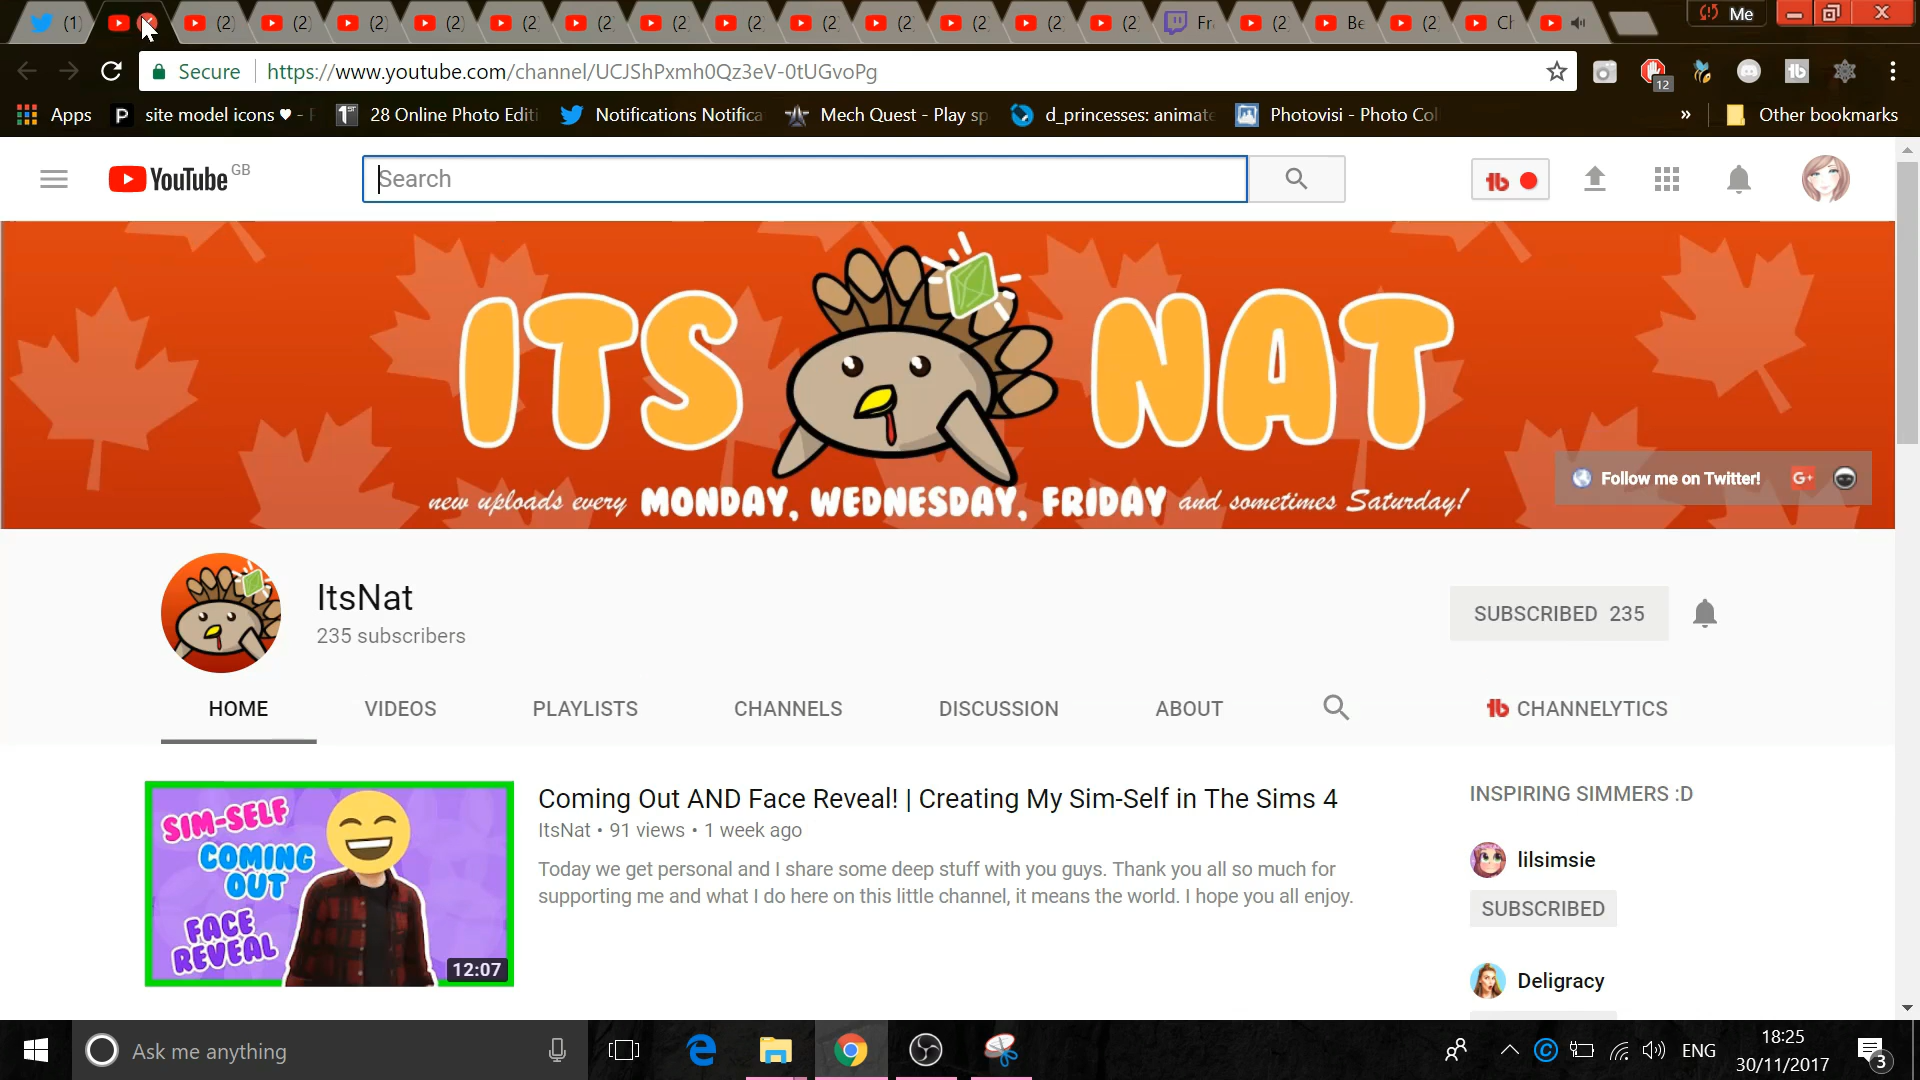 (1) (2) (2 (2 (2 (2 (2 (2 (2 (2 (2 (2 (2 (2 Fr (2 Be (2 Ch Me
Secure https://www.youtube.com/channel/UCJShPxmh0Qz3eV-0tUGvoPg 12
Apps site model icons ♥ - F 28 Online Photo Editi Notifications Notifica Mech Quest - Play sp d_princesses: animate Photovisi - Photo Col » Other bookmarks
YouTube GB Search
ITS NAT
new uploads every MONDAY, WEDNESDAY, FRIDAY and sometimes Saturday!
Follow me on Twitter! G+
ItsNat
235 subscribers
SUBSCRIBED 235
HOME VIDEOS PLAYLISTS CHANNELS DISCUSSION ABOUT CHANNELYTICS
SIM-SELF
COMING
OUT
FACE
REVEAL
12:07
Coming Out AND Face Reveal! | Creating My Sim-Self in The Sims 4
ItsNat • 91 views • 1 week ago
Today we get personal and I share some deep stuff with you guys. Thank you all so much for
supporting me and what I do here on this little channel, it means the world. I hope you all enjoy.
INSPIRING SIMMERS :D
lilsimsie
SUBSCRIBED
Deligracy
Ask me anything
ENG
18:25
30/11/2017
3